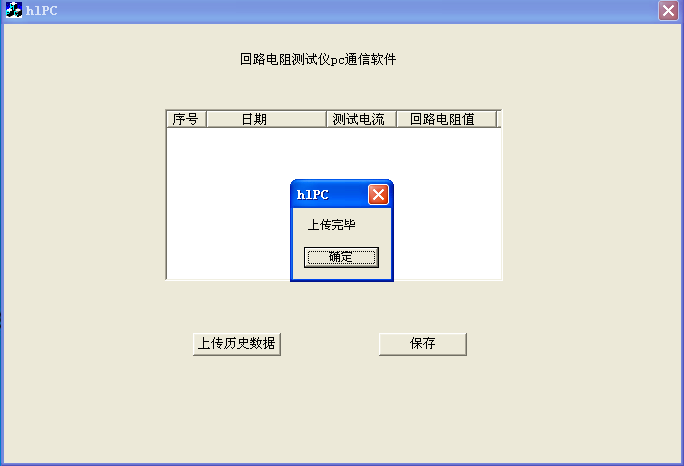 hlPC
回路电阻测试仪pc通信软件
序号 日期 测试电流 回路电阻值
hlPC
上传完毕
确定
上传历史数据 保存